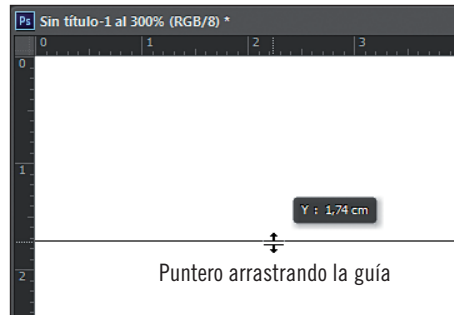 Ps Sin título-1 al 300% (RGB/8) *
0 1 2 3
0
1
Y : 1,74 cm
Puntero arrastrando la guía
2